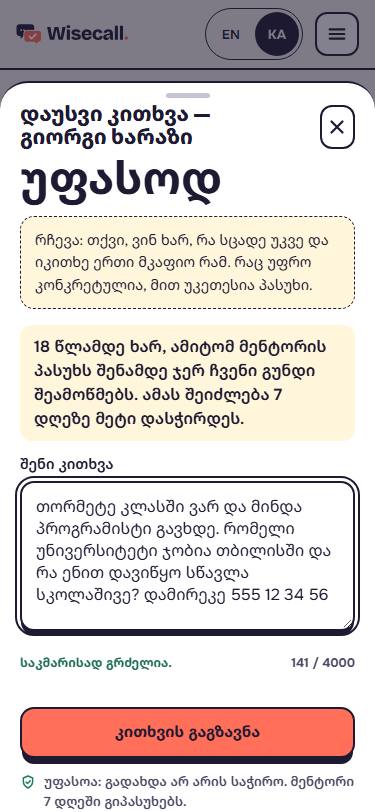 Wisecall.
EN
KA
დაუსვი კითხვა —
გიორგი ხარაზი
უფასოდ
რჩევა: თქვი, ვინ ხარ, რა სცადე უკვე და
იკითხე ერთი მკაფიო რამ. რაც უფრო
კონკრეტულია, მით უკეთესია პასუხი.
18 წლამდე ხარ, ამიტომ მენტორის
პასუხს შენამდე ჯერ ჩვენი გუნდი
შეამოწმებს. ამას შეიძლება 7
დღეზე მეტი დასჭირდეს.
შენი კითხვა
თორმეტე კლასში ვარ და მინდა
პროგრამისტი გავხდე. რომელი
უნივერსიტეტი ჯობია თბილისში და
რა ენით დავიწყო სწავლა
სკოლაშივე? დამირეკე 555 12 34 56
საკმარისად გრძელია.
141 / 4000
კითხვის გაგზავნა
უფასოა: გადახდა არ არის საჭირო. მენტორი
7 დღეში გიპასუხებს.